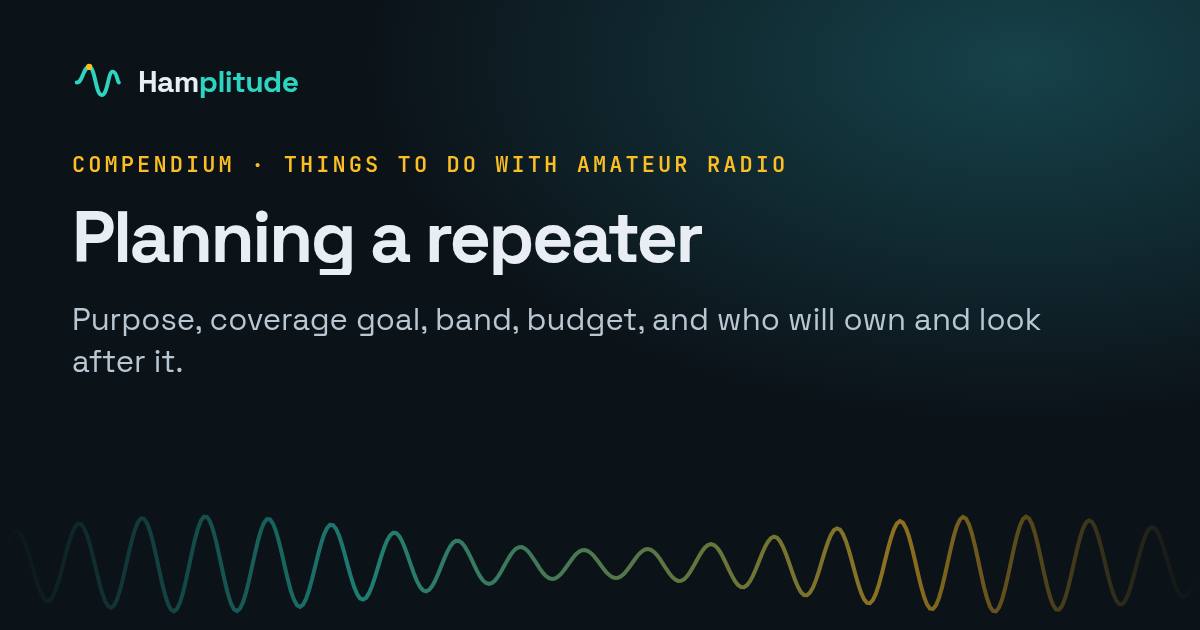 Hamplitude
COMPENDIUM · THINGS TO DO WITH AMATEUR RADIO
Planning a repeater
Purpose, coverage goal, band, budget, and who will own and look
after it.